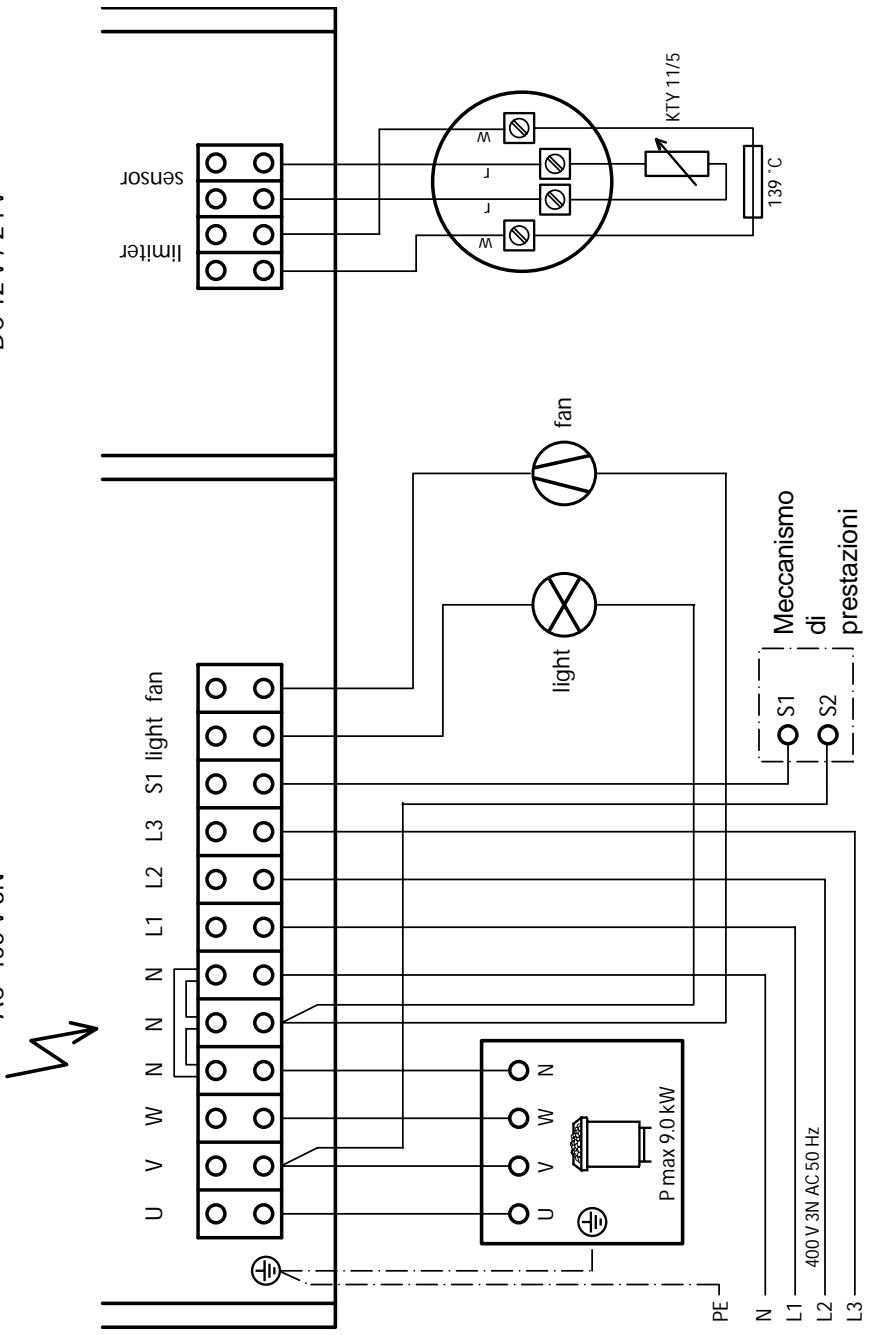 sensor
limiter
w
r
r
w
KTY 11/5
139 °C
fan
light
Meccanismo
di
prestazioni
S1
S2
U
V
W
N
N
N
L1
L2
L3
S1
light
fan
U
V
W
N
P max 9.0 kW
PE
N
L1
400 V 3N AC 50 Hz
L2
L3